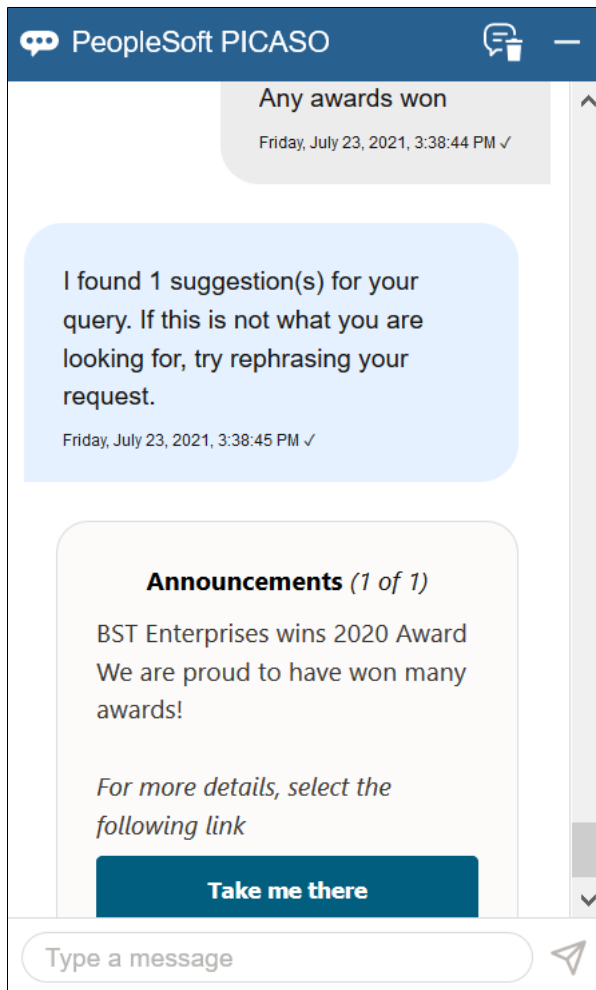 PeopleSoft PICASO
Any awards won
Friday, July 23, 2021, 3:38:44 PM ✓
I found 1 suggestion(s) for your
query. If this is not what you are
looking for, try rephrasing your
request.
Friday, July 23, 2021, 3:38:45 PM ✓
Announcements (1 of 1)
BST Enterprises wins 2020 Award
We are proud to have won many
awards!
For more details, select the
following link
Take me there
Type a message